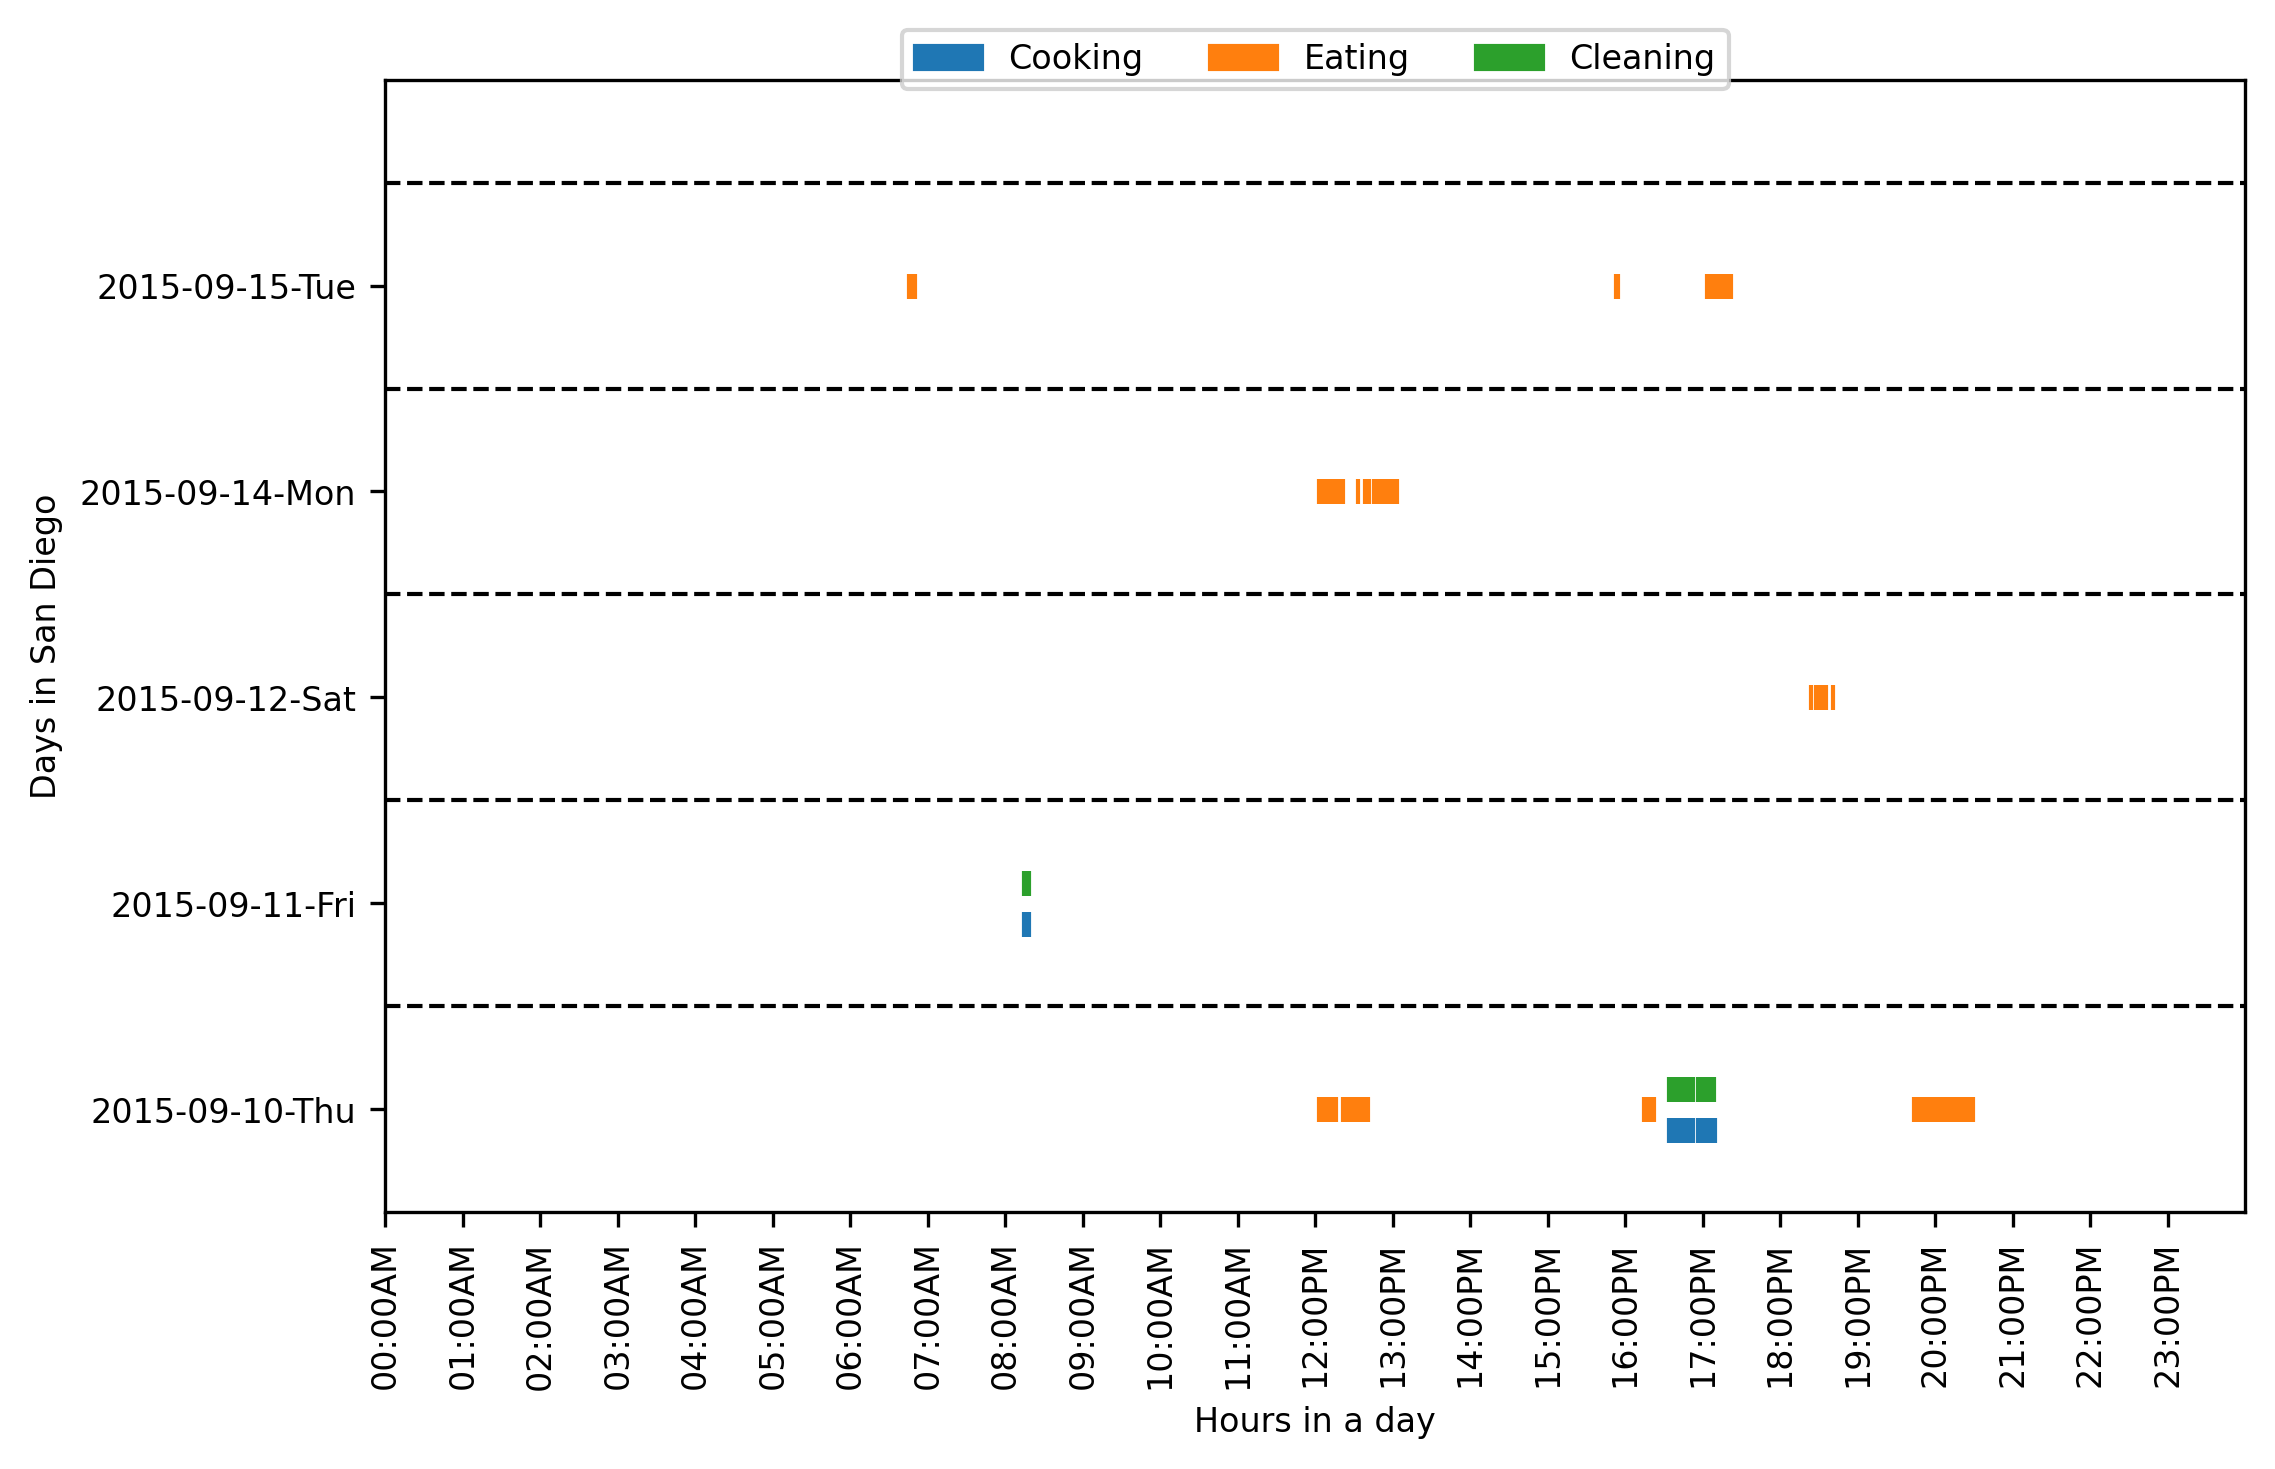 Cooking Eating Cleaning
2015-09-15-Tue
2015-09-14-Mon
2015-09-12-Sat
2015-09-11-Fri
2015-09-10-Thu
Days in San Diego
00:00AM
01:00AM
02:00AM
03:00AM
04:00AM
05:00AM
06:00AM
07:00AM
08:00AM
09:00AM
10:00AM
11:00AM
12:00PM
13:00PM
14:00PM
15:00PM
16:00PM
17:00PM
18:00PM
19:00PM
20:00PM
21:00PM
22:00PM
23:00PM
Hours in a day